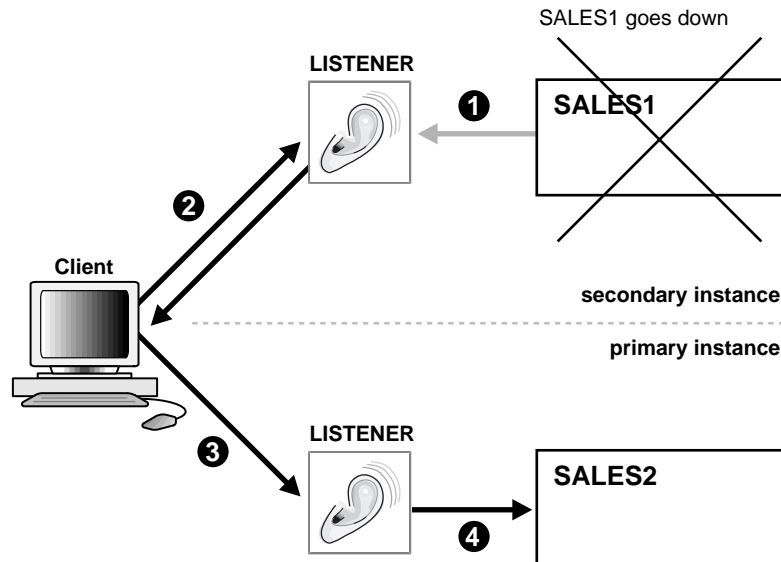 SALES1 goes down
LISTENER
1
SALES1
2
Client
secondary instance
primary instance
3
LISTENER
SALES2
4